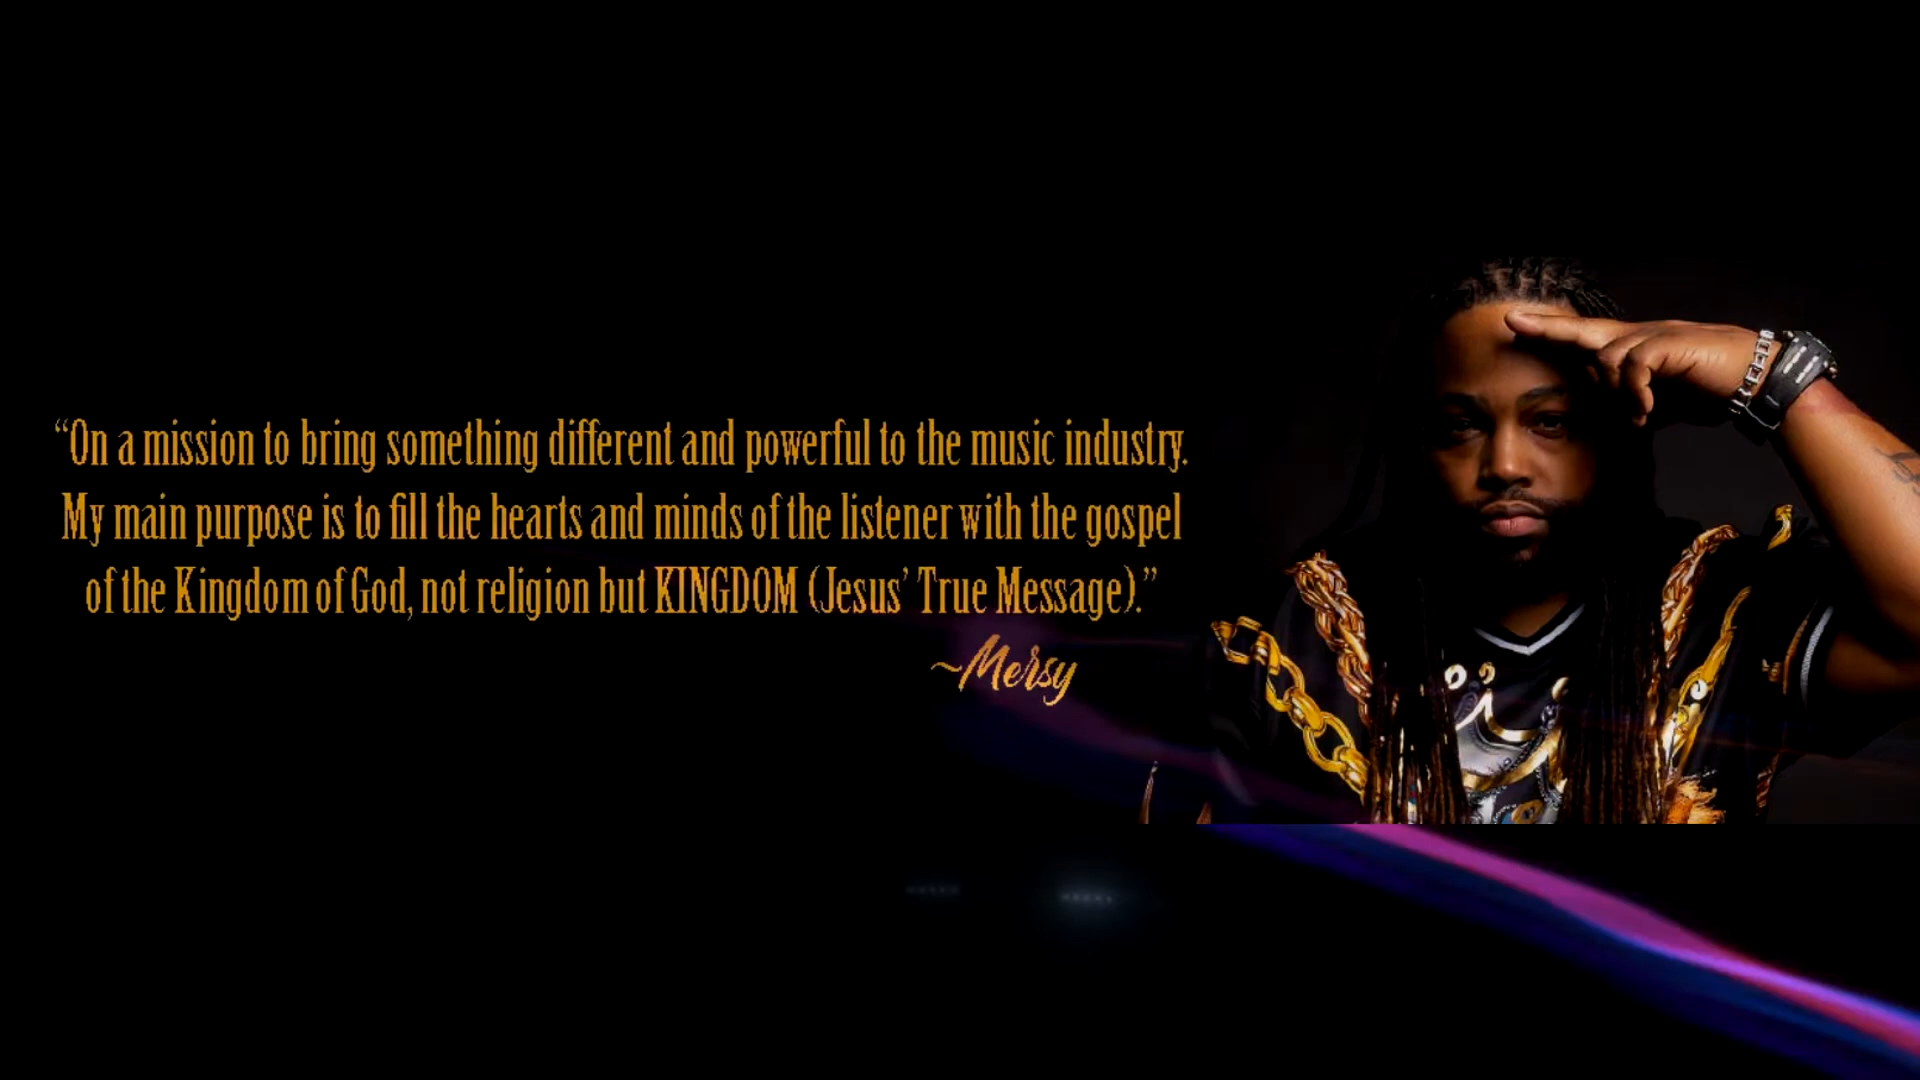 “On a mission to bring something different and powerful to the music industry.
My main purpose is to fill the hearts and minds of the listener with the gospel
of the Kingdom of God, not religion but KINGDOM (Jesus’ True Message).”
~Mersy